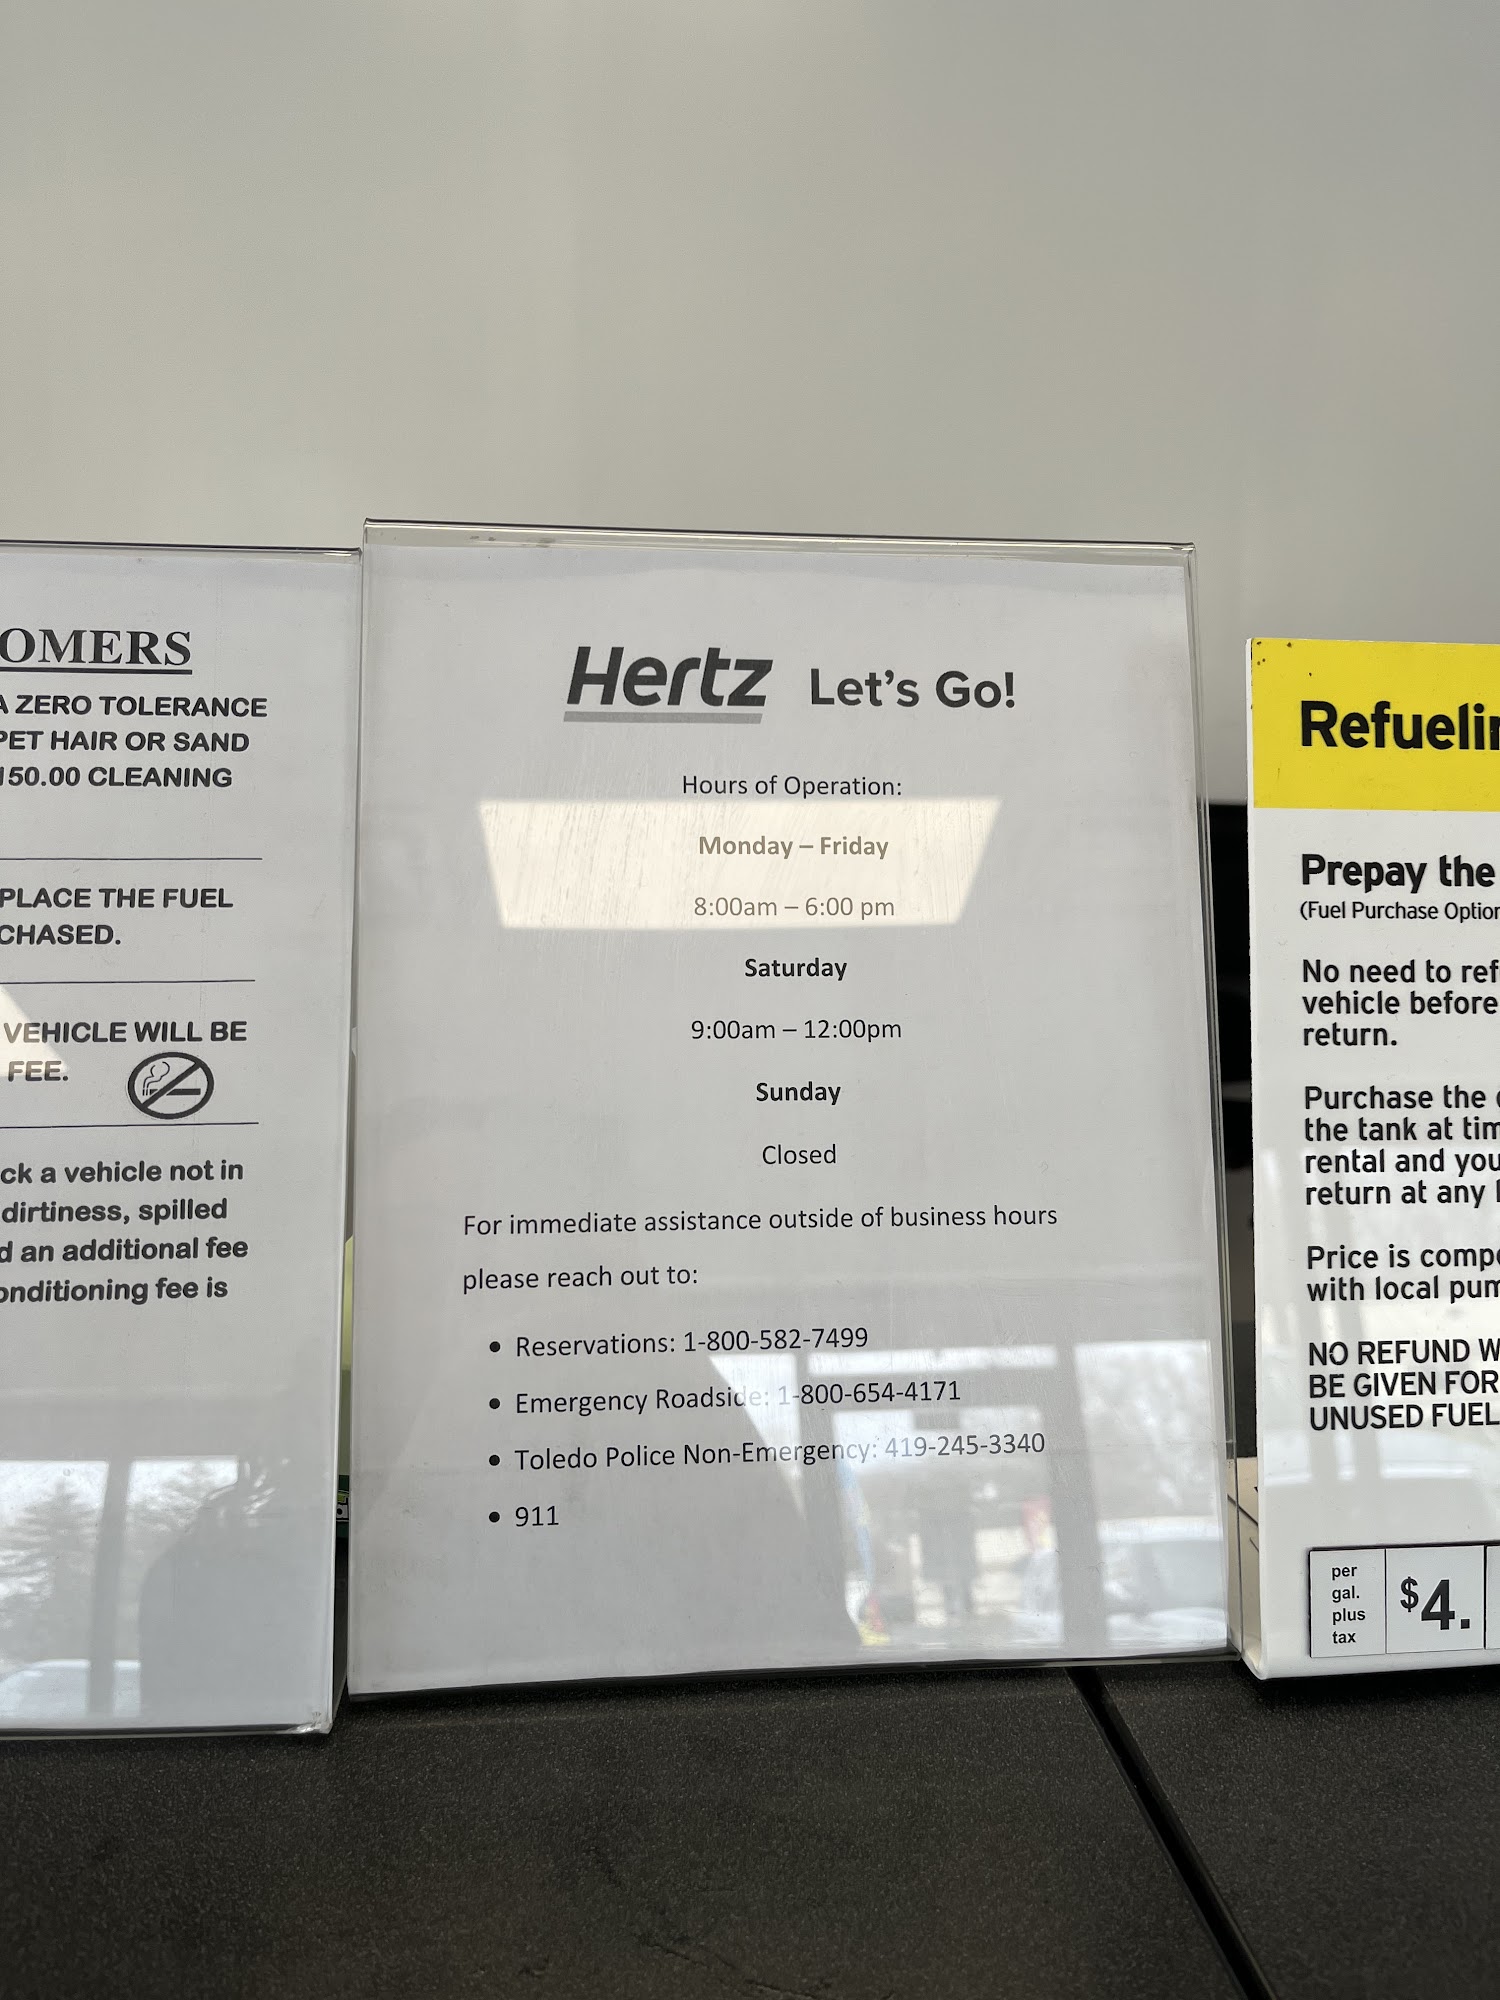 OMERS
A ZERO TOLERANCE
PET HAIR OR SAND
150.00 CLEANING
PLACE THE FUEL
CHASED.
VEHICLE WILL BE
FEE.
ck a vehicle not in
dirtiness, spilled
d an additional fee
onditioning fee is
Hertz Let's Go!
Hours of Operation:
Monday – Friday
8:00am – 6:00 pm
Saturday
9:00am – 12:00pm
Sunday
Closed
For immediate assistance outside of business hours
please reach out to:
• Reservations: 1-800-582-7499
• Emergency Roadside: 1-800-654-4171
• Toledo Police Non-Emergency: 419-245-3340
• 911
Refuelin
Prepay the
(Fuel Purchase Option
No need to ref
vehicle before
return.
Purchase the
the tank at tim
rental and you
return at any
Price is compe
with local pum
NO REFUND W
BE GIVEN FOR
UNUSED FUEL
per
gal.
plus
tax
$4.